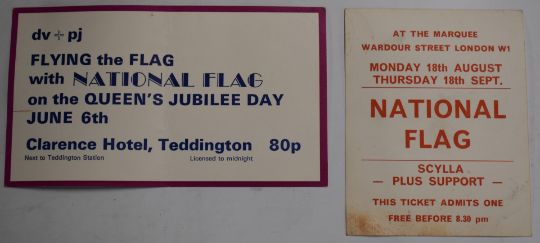 dv + pj
FLYING the FLAG
with NATIONAL FLAG
on the QUEEN'S JUBILEE DAY
JUNE 6th
Clarence Hotel, Teddington 80p
Next to Teddington Station Licensed to midnight
AT THE MARQUEE
WARDOUR STREET LONDON W1
MONDAY 18th AUGUST
THURSDAY 18th SEPT.
NATIONAL
FLAG
SCYLLA
— PLUS SUPPORT —
THIS TICKET ADMITS ONE
FREE BEFORE 8.30 pm